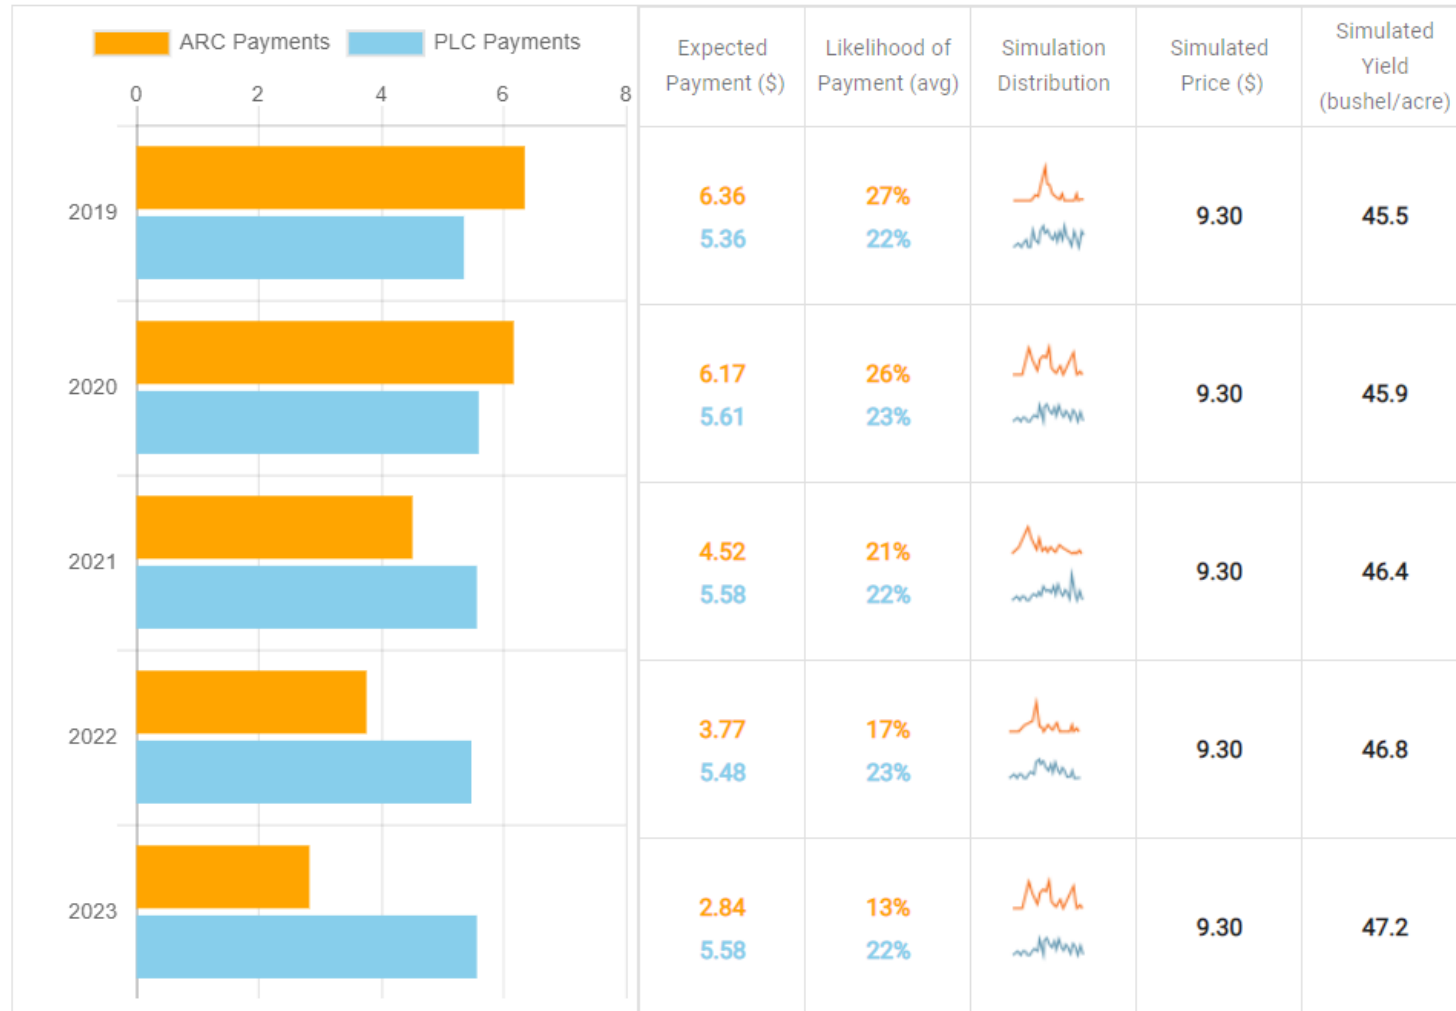 ARC Payments PLC Payments
0 2 4 6 8
Expected
Payment ($)
Likelihood of
Payment (avg)
Simulation
Distribution
Simulated
Price ($)
Simulated
Yield
(bushel/acre)
2019
6.36
5.36
27%
22%
9.30
45.5
2020
6.17
5.61
26%
23%
9.30
45.9
2021
4.52
5.58
21%
22%
9.30
46.4
2022
3.77
5.48
17%
23%
9.30
46.8
2023
2.84
5.58
13%
22%
9.30
47.2